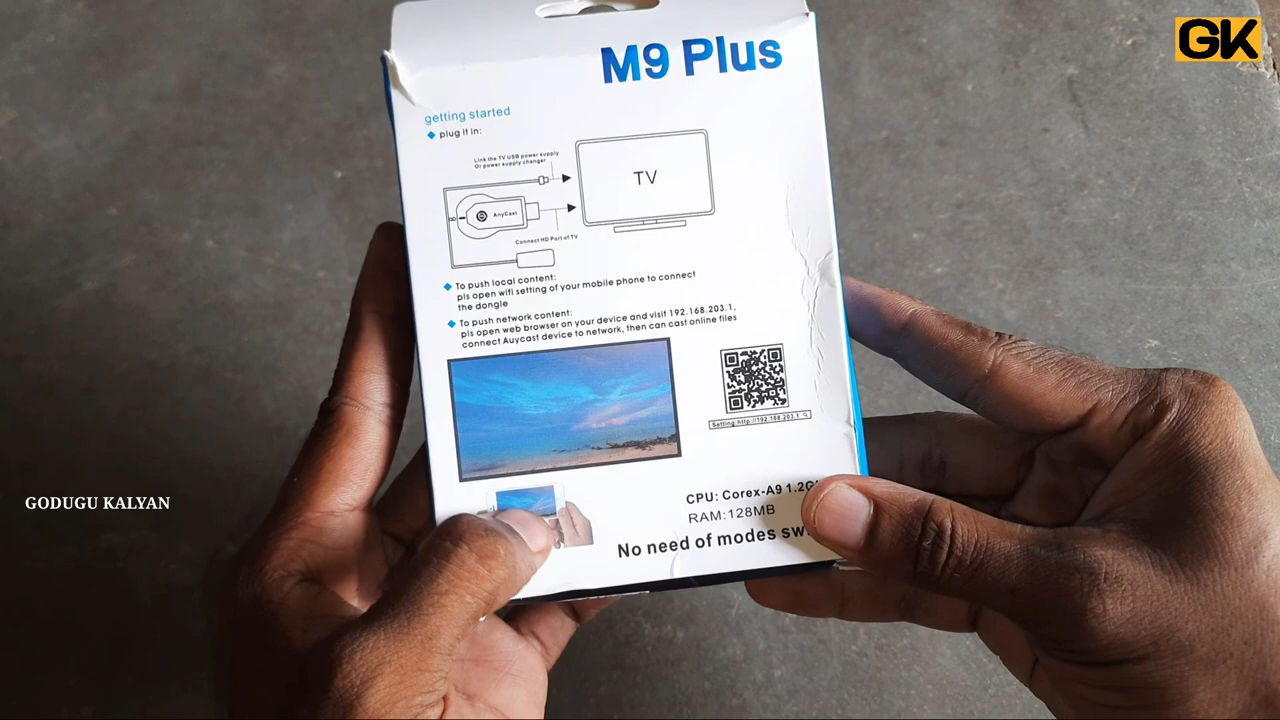 GK
M9 Plus
getting started
plug it in:
Link the TV USB power supply
Or power supply changer
TV
AnyCast
Connect HD Port of TV
To push local content:
pls open wifi setting of your mobile phone to connect
the dongle
To push network content:
pls open web browser on your device and visit 192.168.203.1,
connect Auycast device to network, then can cast online files
Setting:http://192.168.203.1
CPU: Corex-A9 1.2G
RAM:128MB
No need of modes sw
GODUGU KALYAN